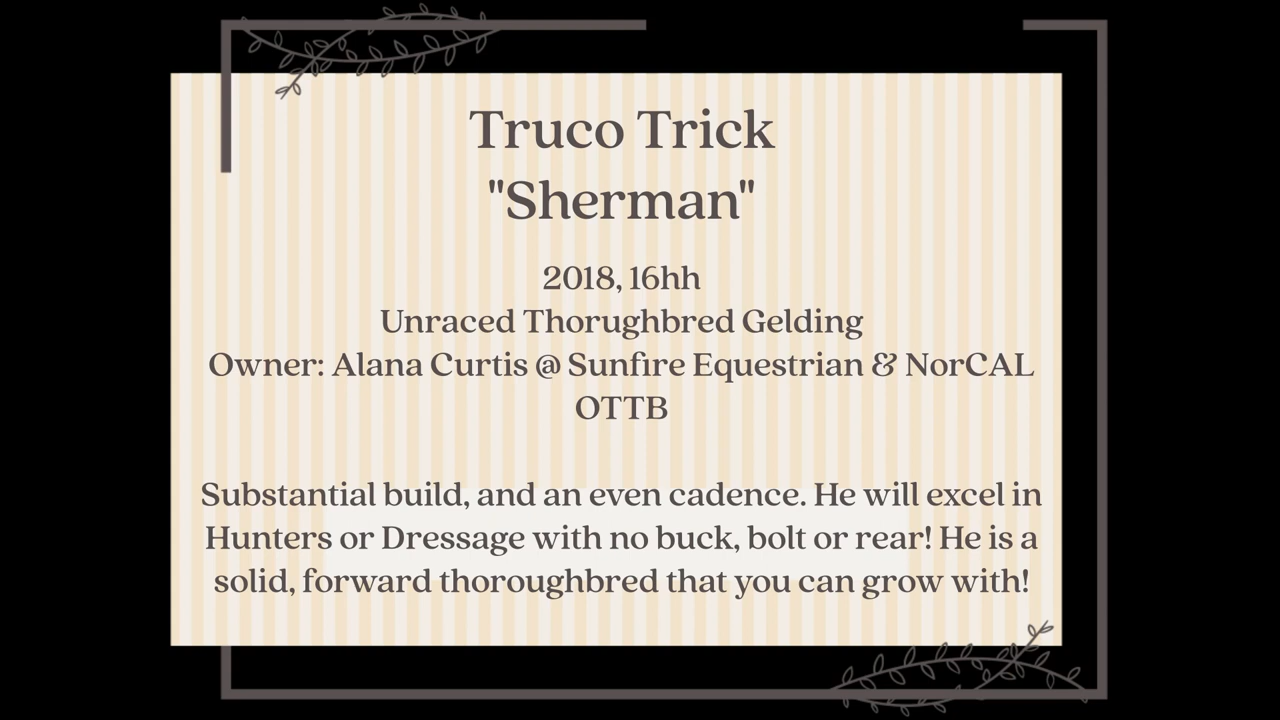 Truco Trick
"Sherman"
2018, 16hh
Unraced Thorughbred Gelding
Owner: Alana Curtis @ Sunfire Equestrian & NorCAL
OTTB
Substantial build, and an even cadence. He will excel in
Hunters or Dressage with no buck, bolt or rear! He is a
solid, forward thoroughbred that you can grow with!